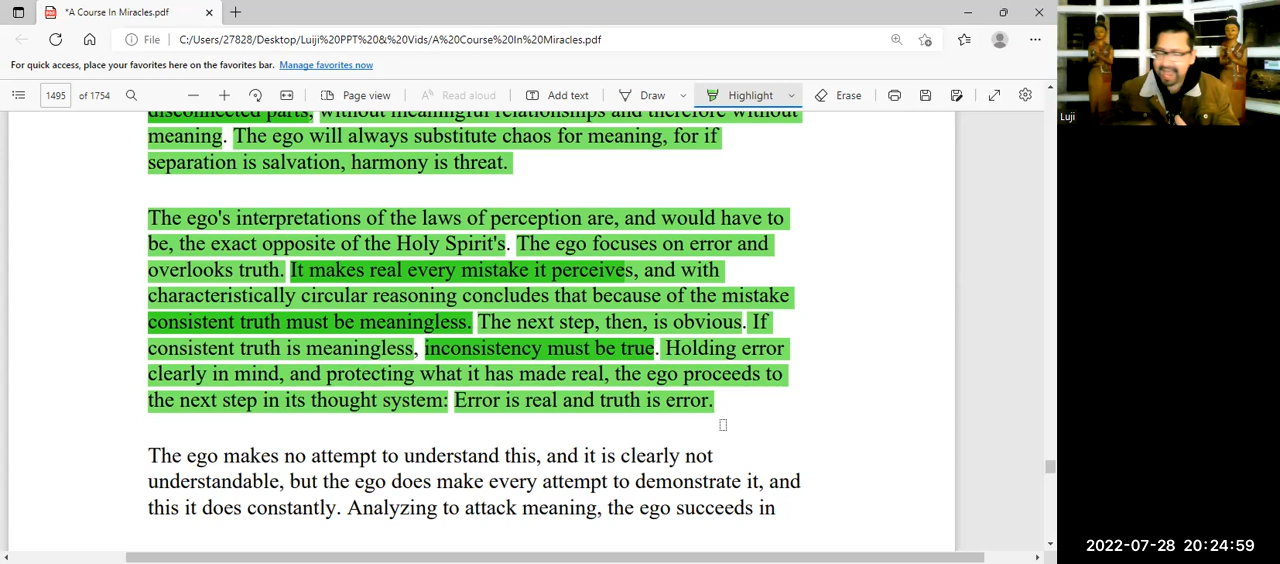 *A Course In Miracles.pdf
File C:/Users/27828/Desktop/Luiji%20PPT%20&%20Vids/A%20Course%20In%20Miracles.pdf
For quick access, place your favorites here on the favorites bar. Manage favorites now
1495 of 1754 Page view Read aloud Add text Draw Highlight Erase
disconnected parts, without meaningful relationships and therefore without
meaning. The ego will always substitute chaos for meaning, for if
separation is salvation, harmony is threat.
The ego's interpretations of the laws of perception are, and would have to
be, the exact opposite of the Holy Spirit's. The ego focuses on error and
overlooks truth. It makes real every mistake it perceives, and with
characteristically circular reasoning concludes that because of the mistake
consistent truth must be meaningless. The next step, then, is obvious. If
consistent truth is meaningless, inconsistency must be true. Holding error
clearly in mind, and protecting what it has made real, the ego proceeds to
the next step in its thought system: Error is real and truth is error.
The ego makes no attempt to understand this, and it is clearly not
understandable, but the ego does make every attempt to demonstrate it, and
this it does constantly. Analyzing to attack meaning, the ego succeeds in
Luji
2022-07-28 20:24:59